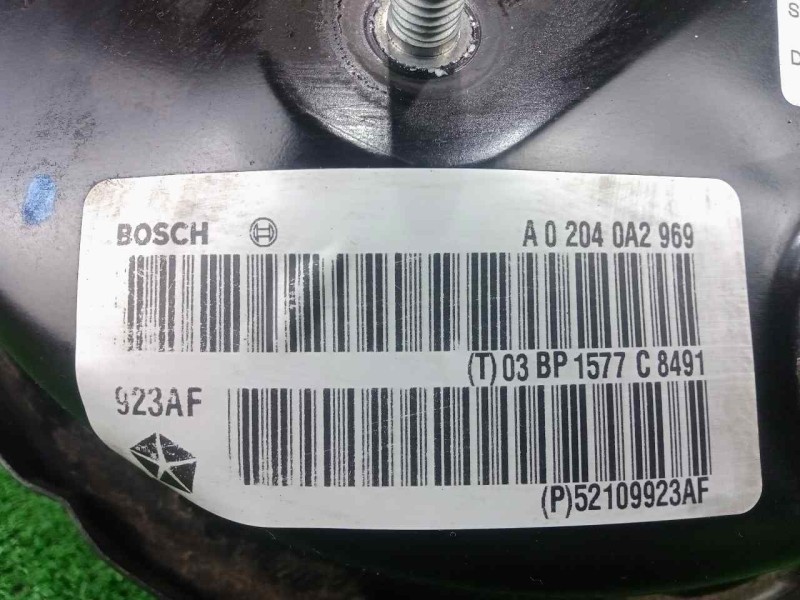 S
D
BOSCH A 0 204 0A2 969
(T) 03 BP 1577 C 8491
923AF
(P)52109923AF